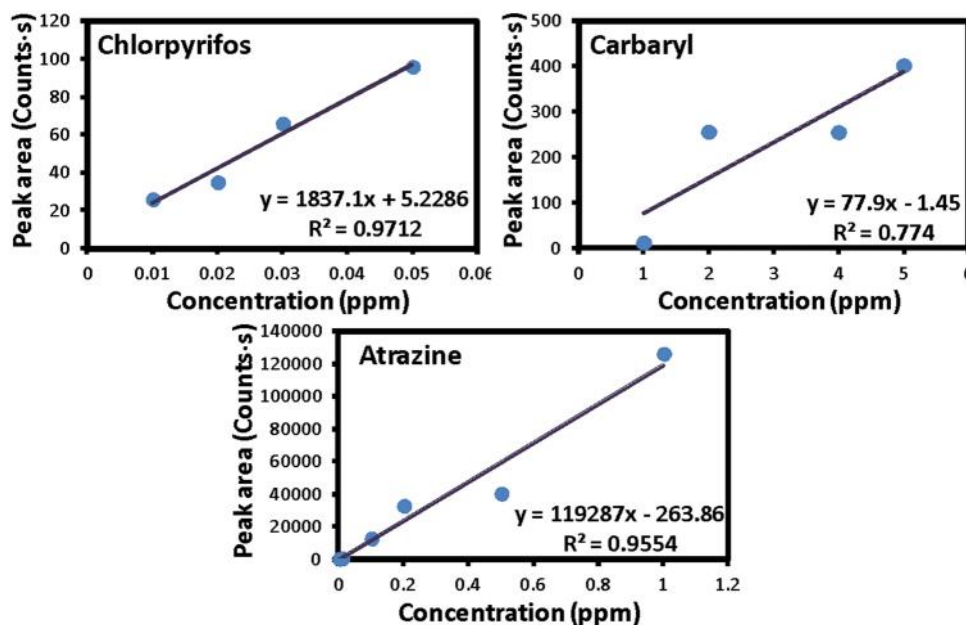 Chlorpyrifos
Peak area (Counts·s)
120
100
80
60
40
20
0
y = 1837.1x + 5.2286
R² = 0.9712
0 0.01 0.02 0.03 0.04 0.05 0.06
Concentration (ppm)
Carbaryl
Peak area (Counts·s)
500
400
300
200
100
0
y = 77.9x - 1.45
R² = 0.774
0 1 2 3 4 5 6
Concentration (ppm)
Atrazine
Peak area (Counts·s)
140000
120000
100000
80000
60000
40000
20000
0
y = 119287x - 263.86
R² = 0.9554
0 0.2 0.4 0.6 0.8 1 1.2
Concentration (ppm)